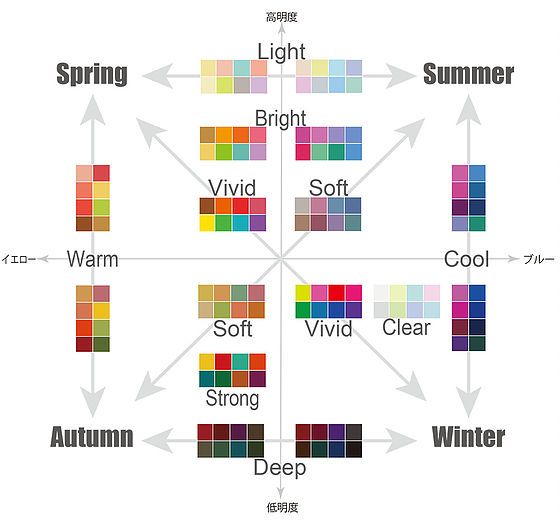 高明度
Light
Spring
Summer
Bright
Vivid
Soft
イエロー
Warm
Cool
ブルー
Soft
Vivid
Clear
Strong
Autumn
Winter
Deep
低明度